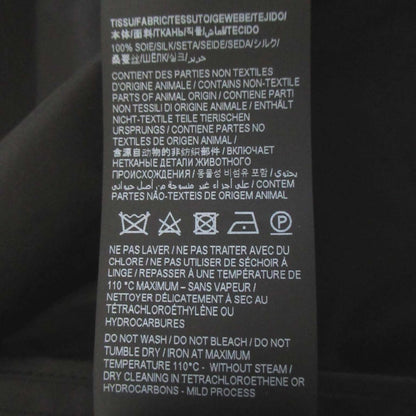 TISSU/FABRIC/TESSUTO/GEWEBE/TEJIDO/
本体/面料/ТКАНЬ/직물/قماش/TECIDO
100% SOIE/SILK/SETA/SEIDE/SEDA/シルク/
桑蚕丝/ШЁЛК/실크/حرير/
CONTIENT DES PARTIES NON TEXTILES
D'ORIGINE ANIMALE / CONTAINS NON-TEXTILE
PARTS OF ANIMAL ORIGIN / CONTIENE PARTI
NON TESSILI DI ORIGINE ANIMALE / ENTHÄLT
NICHT-TEXTILE TEILE TIERISCHEN
URSPRUNGS / CONTIENE PARTES NO
TEXTILES DE ORIGEN ANIMAL /
含源自动物的非纺织部件 / ВКЛЮЧАЕТ
НЕТКАНЫЕ ДЕТАЛИ ЖИВОТНОГО
ПРОИСХОЖДЕНИЯ / 동물성 비섬유 포함 / يحتوي
على أجزاء غير منسوجة من أصل حيواني / CONTEM
PARTES NÃO-TEXTEIS DE ORIGEM ANIMAL
P
NE PAS LAVER / NE PAS TRAITER AVEC DU
CHLORE / NE PAS UTILISER DE SÉCHOIR À
LINGE / REPASSER À UNE TEMPÉRATURE DE
110 °C MAXIMUM – SANS VAPEUR /
NETTOYER DÉLICATEMENT À SEC AU
TÉTRACHLOROÉTHYLÈNE OU
HYDROCARBURES
DO NOT WASH / DO NOT BLEACH / DO NOT
TUMBLE DRY / IRON AT MAXIMUM
TEMPERATURE 110°C - WITHOUT STEAM /
DRY CLEANING IN TETRACHLOROETHENE OR
HYDROCARBONS - MILD PROCESS